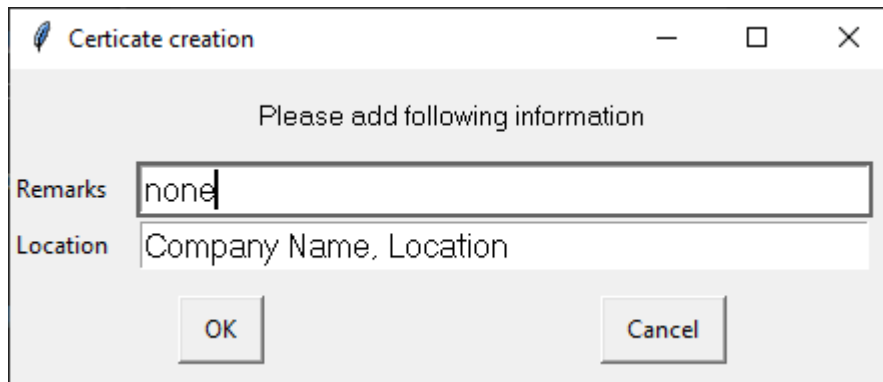 Certicate creation
Please add following information
Remarks none
Location Company Name, Location
OK Cancel